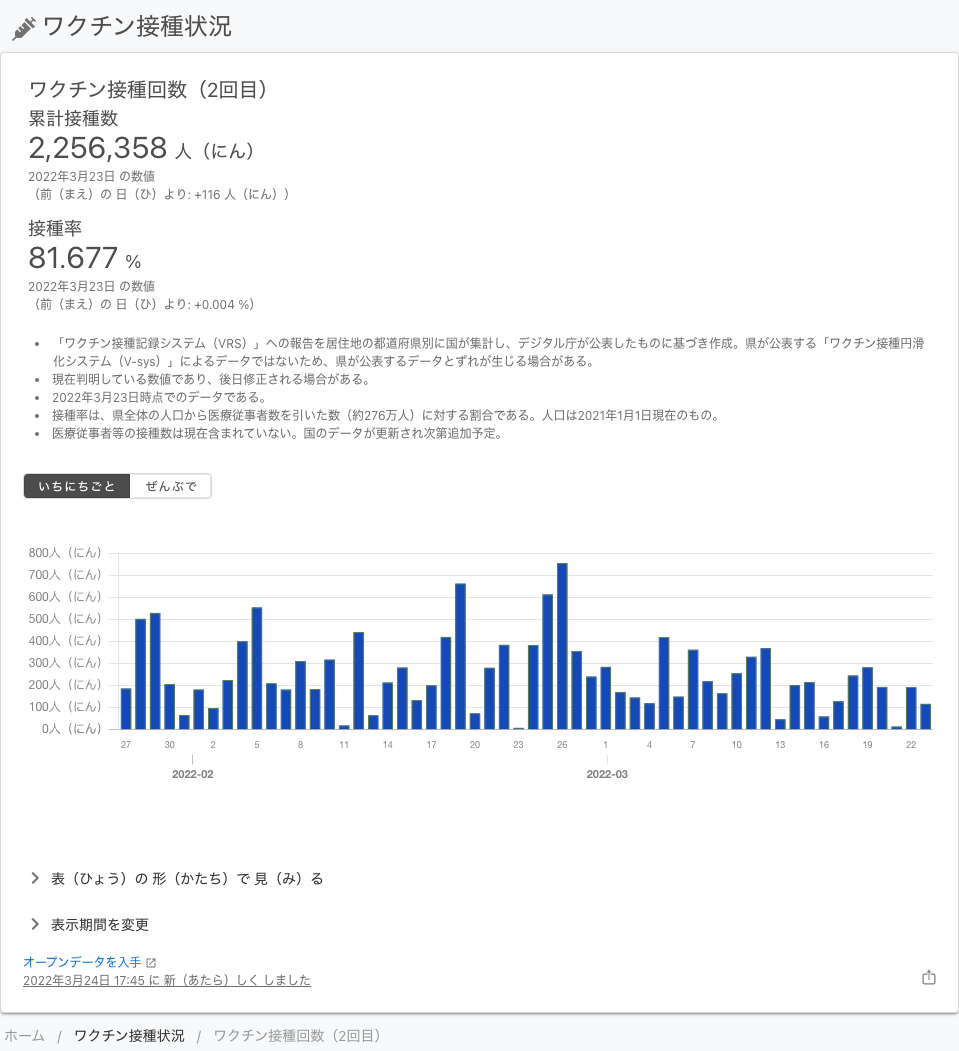 ワクチン接種状況
ワクチン接種回数（2回目）
累計接種数
2,256,358 人（にん）
2022年3月23日 の数値
（前（まえ）の 日（ひ）より: +116 人（にん））
接種率
81.677 %
2022年3月23日 の数値
（前（まえ）の 日（ひ）より: +0.004 %）
「ワクチン接種記録システム（VRS）」への報告を居住地の都道府県別に国が集計し、デジタル庁が公表したものに基づき作成。県が公表する「ワクチン接種円滑
化システム（V-sys）」によるデータではないため、県が公表するデータとずれが生じる場合がある。
現在判明している数値であり、後日修正される場合がある。
2022年3月23日時点でのデータである。
接種率は、県全体の人口から医療従事者数を引いた数（約276万人）に対する割合である。人口は2021年1月1日現在のもの。
医療従事者等の接種数は現在含まれていない。国のデータが更新され次第追加予定。
いちにちごと ぜんぶで
800人（にん）
700人（にん）
600人（にん）
500人（にん）
400人（にん）
300人（にん）
200人（にん）
100人（にん）
0人（にん）
27 30 2 5 8 11 14 17 20 23 26 1 4 7 10 13 16 19 22
2022-02 2022-03
表（ひょう）の 形（かたち）で 見（み）る
表示期間を変更
オープンデータを入手
2022年3月24日 17:45 に 新（あたら）しく しました
ホーム / ワクチン接種状況 / ワクチン接種回数（2回目）